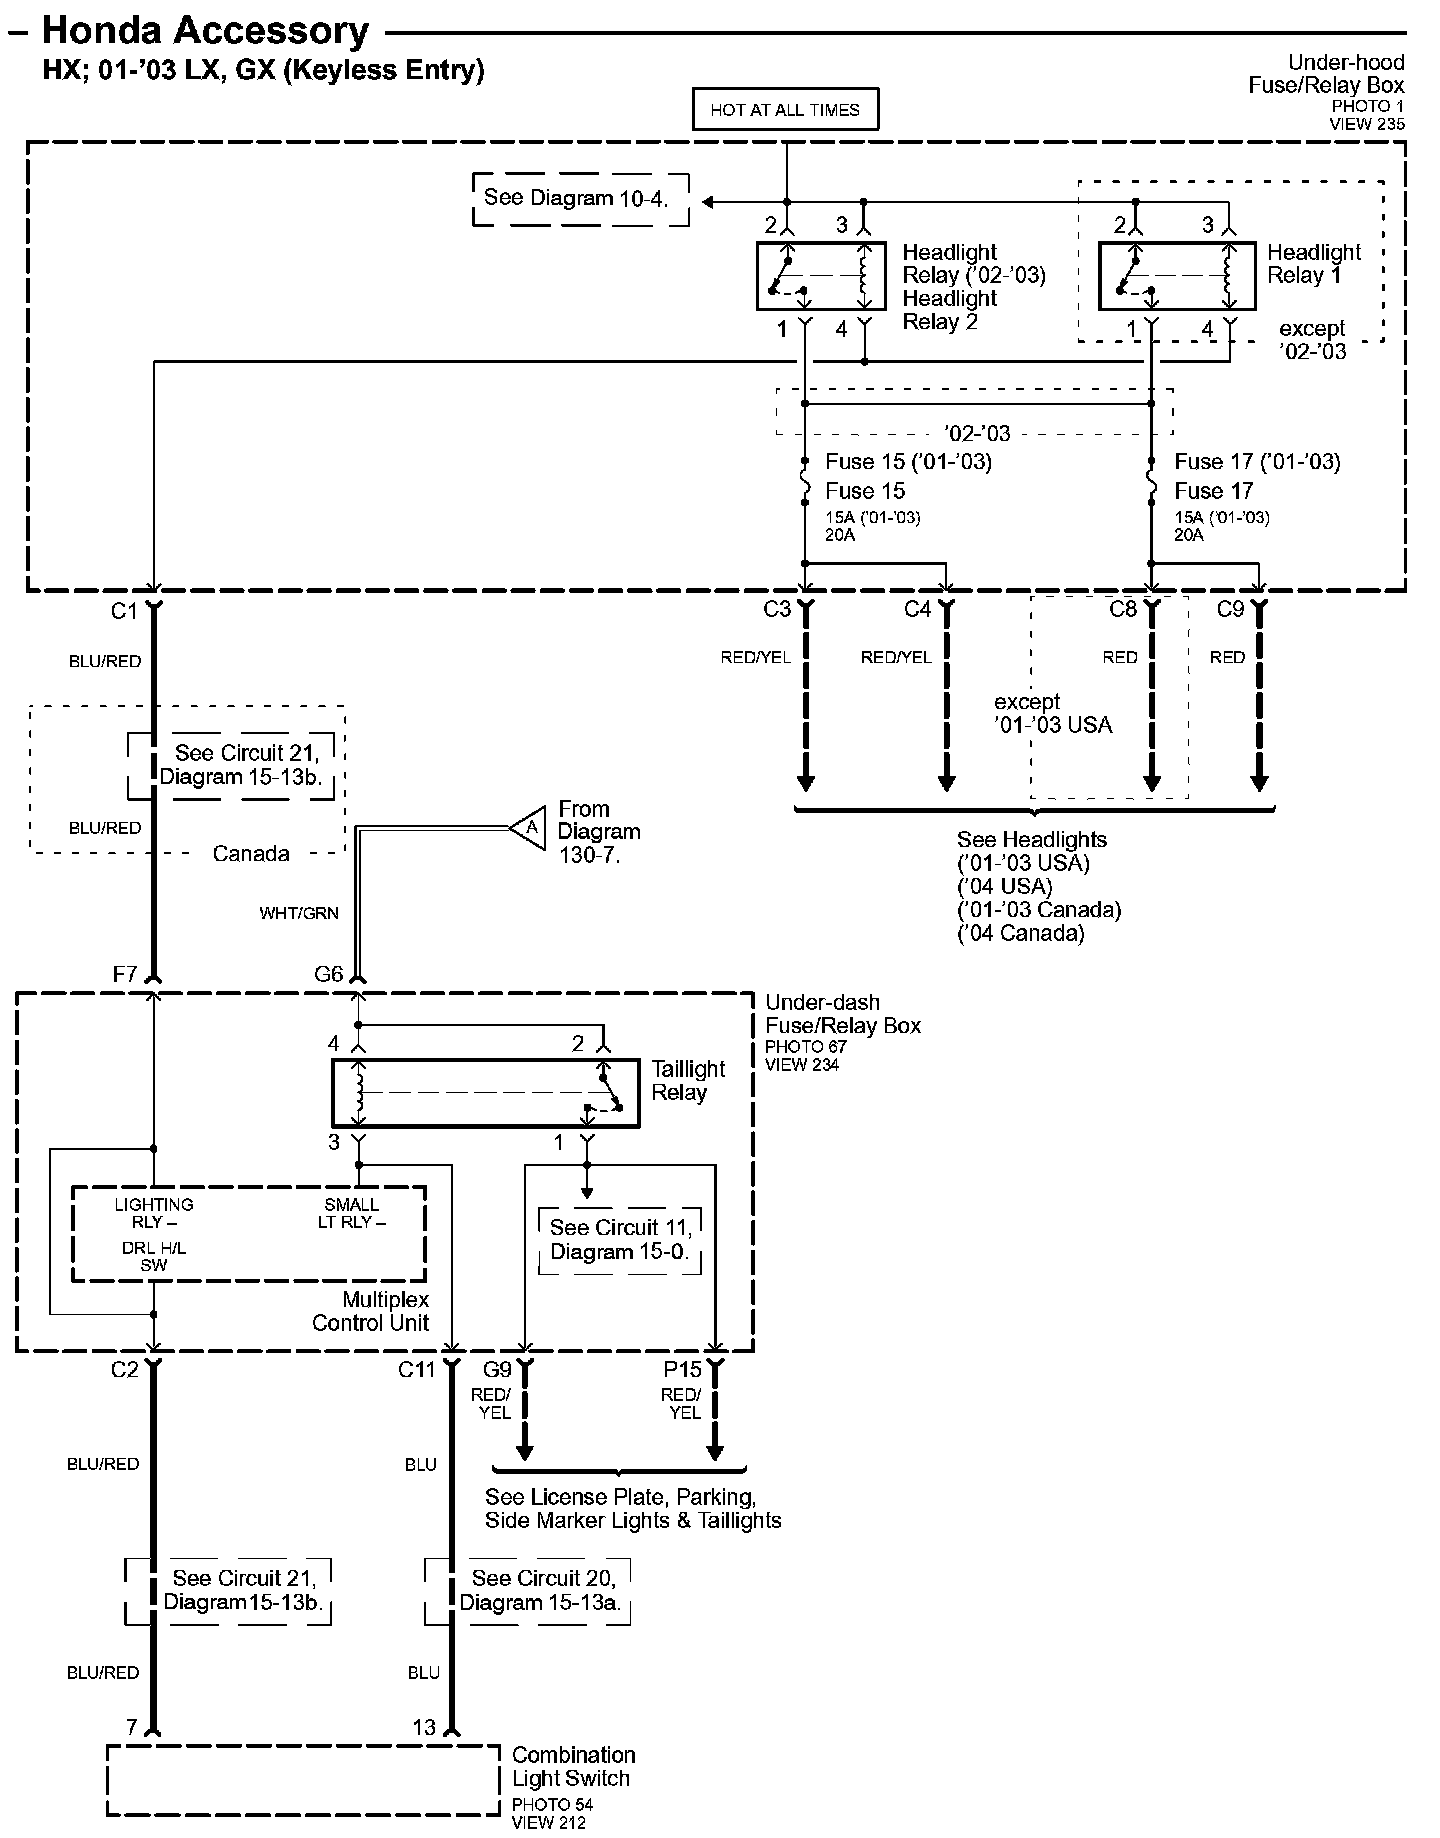 Honda Accessory
HX; 01-'03 LX, GX (Keyless Entry)
Under-hood
Fuse/Relay Box
PHOTO 1
VIEW 235
HOT AT ALL TIMES
See Diagram 10-4.
2
3
2
3
Headlight
Relay ('02-'03)
Headlight
Relay 2
Headlight
Relay 1
1
4
1
4
except
'02-'03
'02-'03
Fuse 15 ('01-'03)
Fuse 15
15A ('01-'03)
20A
Fuse 17 ('01-'03)
Fuse 17
15A ('01-'03)
20A
C1
C3
C4
C8
C9
BLU/RED
RED/YEL
RED/YEL
RED
RED
except
'01-'03 USA
See Circuit 21,
Diagram 15-13b.
BLU/RED
Canada
A
From
Diagram
130-7.
See Headlights
('01-'03 USA)
('04 USA)
('01-'03 Canada)
('04 Canada)
WHT/GRN
F7
G6
Under-dash
Fuse/Relay Box
PHOTO 67
VIEW 234
4
2
Taillight
Relay
3
1
LIGHTING
RLY –
DRL H/L
SW
SMALL
LT RLY –
See Circuit 11,
Diagram 15-0.
Multiplex
Control Unit
C2
C11
G9
P15
RED/
YEL
RED/
YEL
BLU/RED
BLU
See License Plate, Parking,
Side Marker Lights & Taillights
See Circuit 21,
Diagram15-13b.
See Circuit 20,
Diagram 15-13a.
BLU/RED
BLU
7
13
Combination
Light Switch
PHOTO 54
VIEW 212